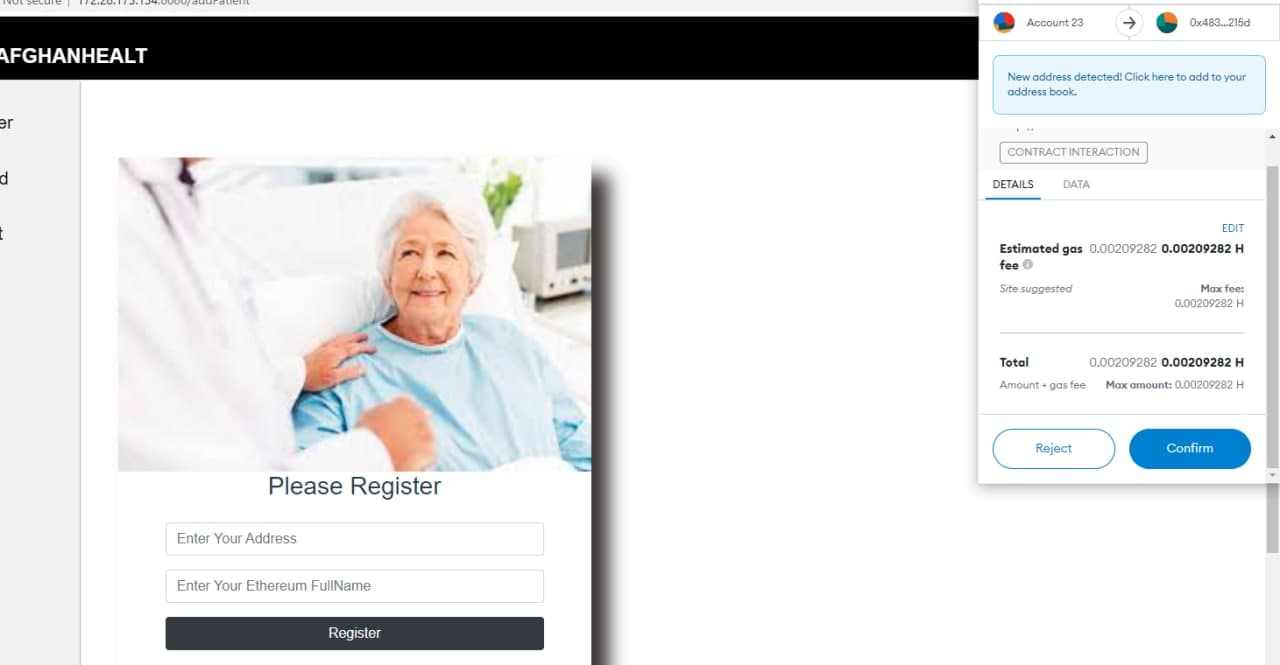 Not secure | 172.28.175.154:8080/addPatient
AFGHANHEALT
er
d
t
Please Register
Enter Your Address
Enter Your Ethereum FullName
Register
Account 23
0x483...215d
New address detected! Click here to add to your
address book.
CONTRACT INTERACTION
DETAILS DATA
EDIT
Estimated gas 0.00209282 0.00209282 H
fee
Site suggested Max fee:
0.00209282 H
Total 0.00209282 0.00209282 H
Amount + gas fee Max amount: 0.00209282 H
Reject Confirm